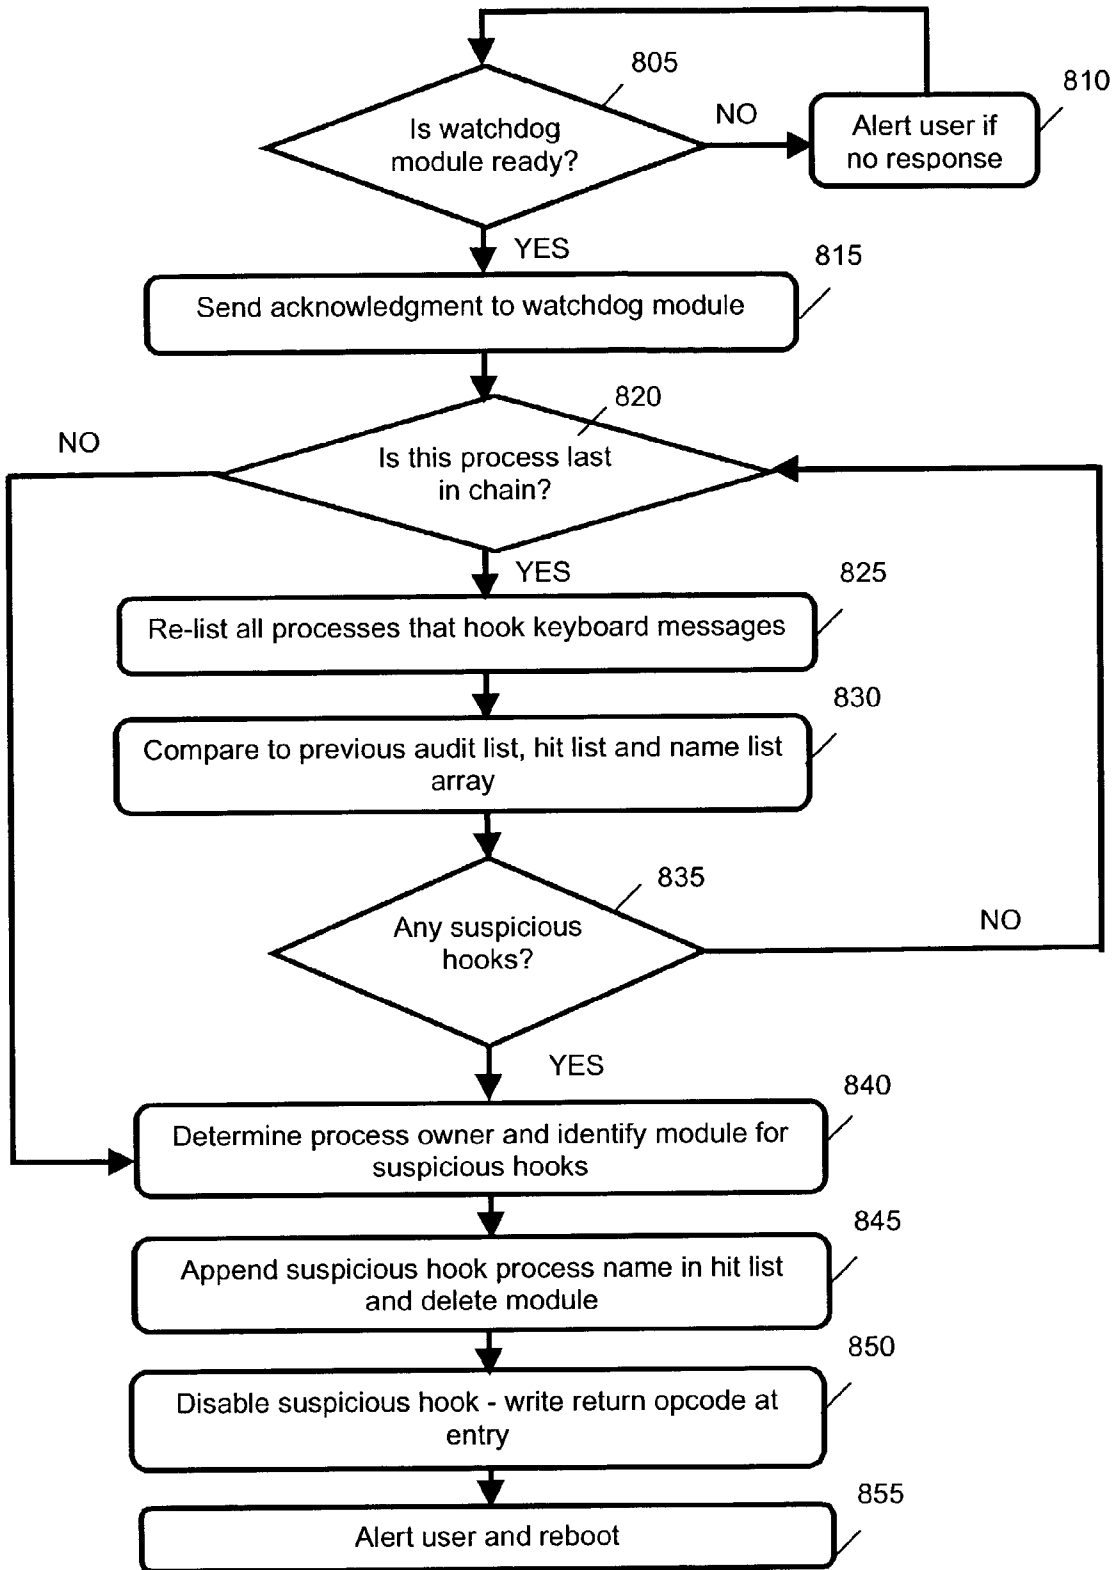 805
810
Is watchdog
module ready?
NO
Alert user if
no response
YES
815
Send acknowledgment to watchdog module
820
NO
Is this process last
in chain?
YES
825
Re-list all processes that hook keyboard messages
830
Compare to previous audit list, hit list and name list
array
835
Any suspicious
hooks?
NO
YES
840
Determine process owner and identify module for
suspicious hooks
845
Append suspicious hook process name in hit list
and delete module
850
Disable suspicious hook - write return opcode at
entry
855
Alert user and reboot